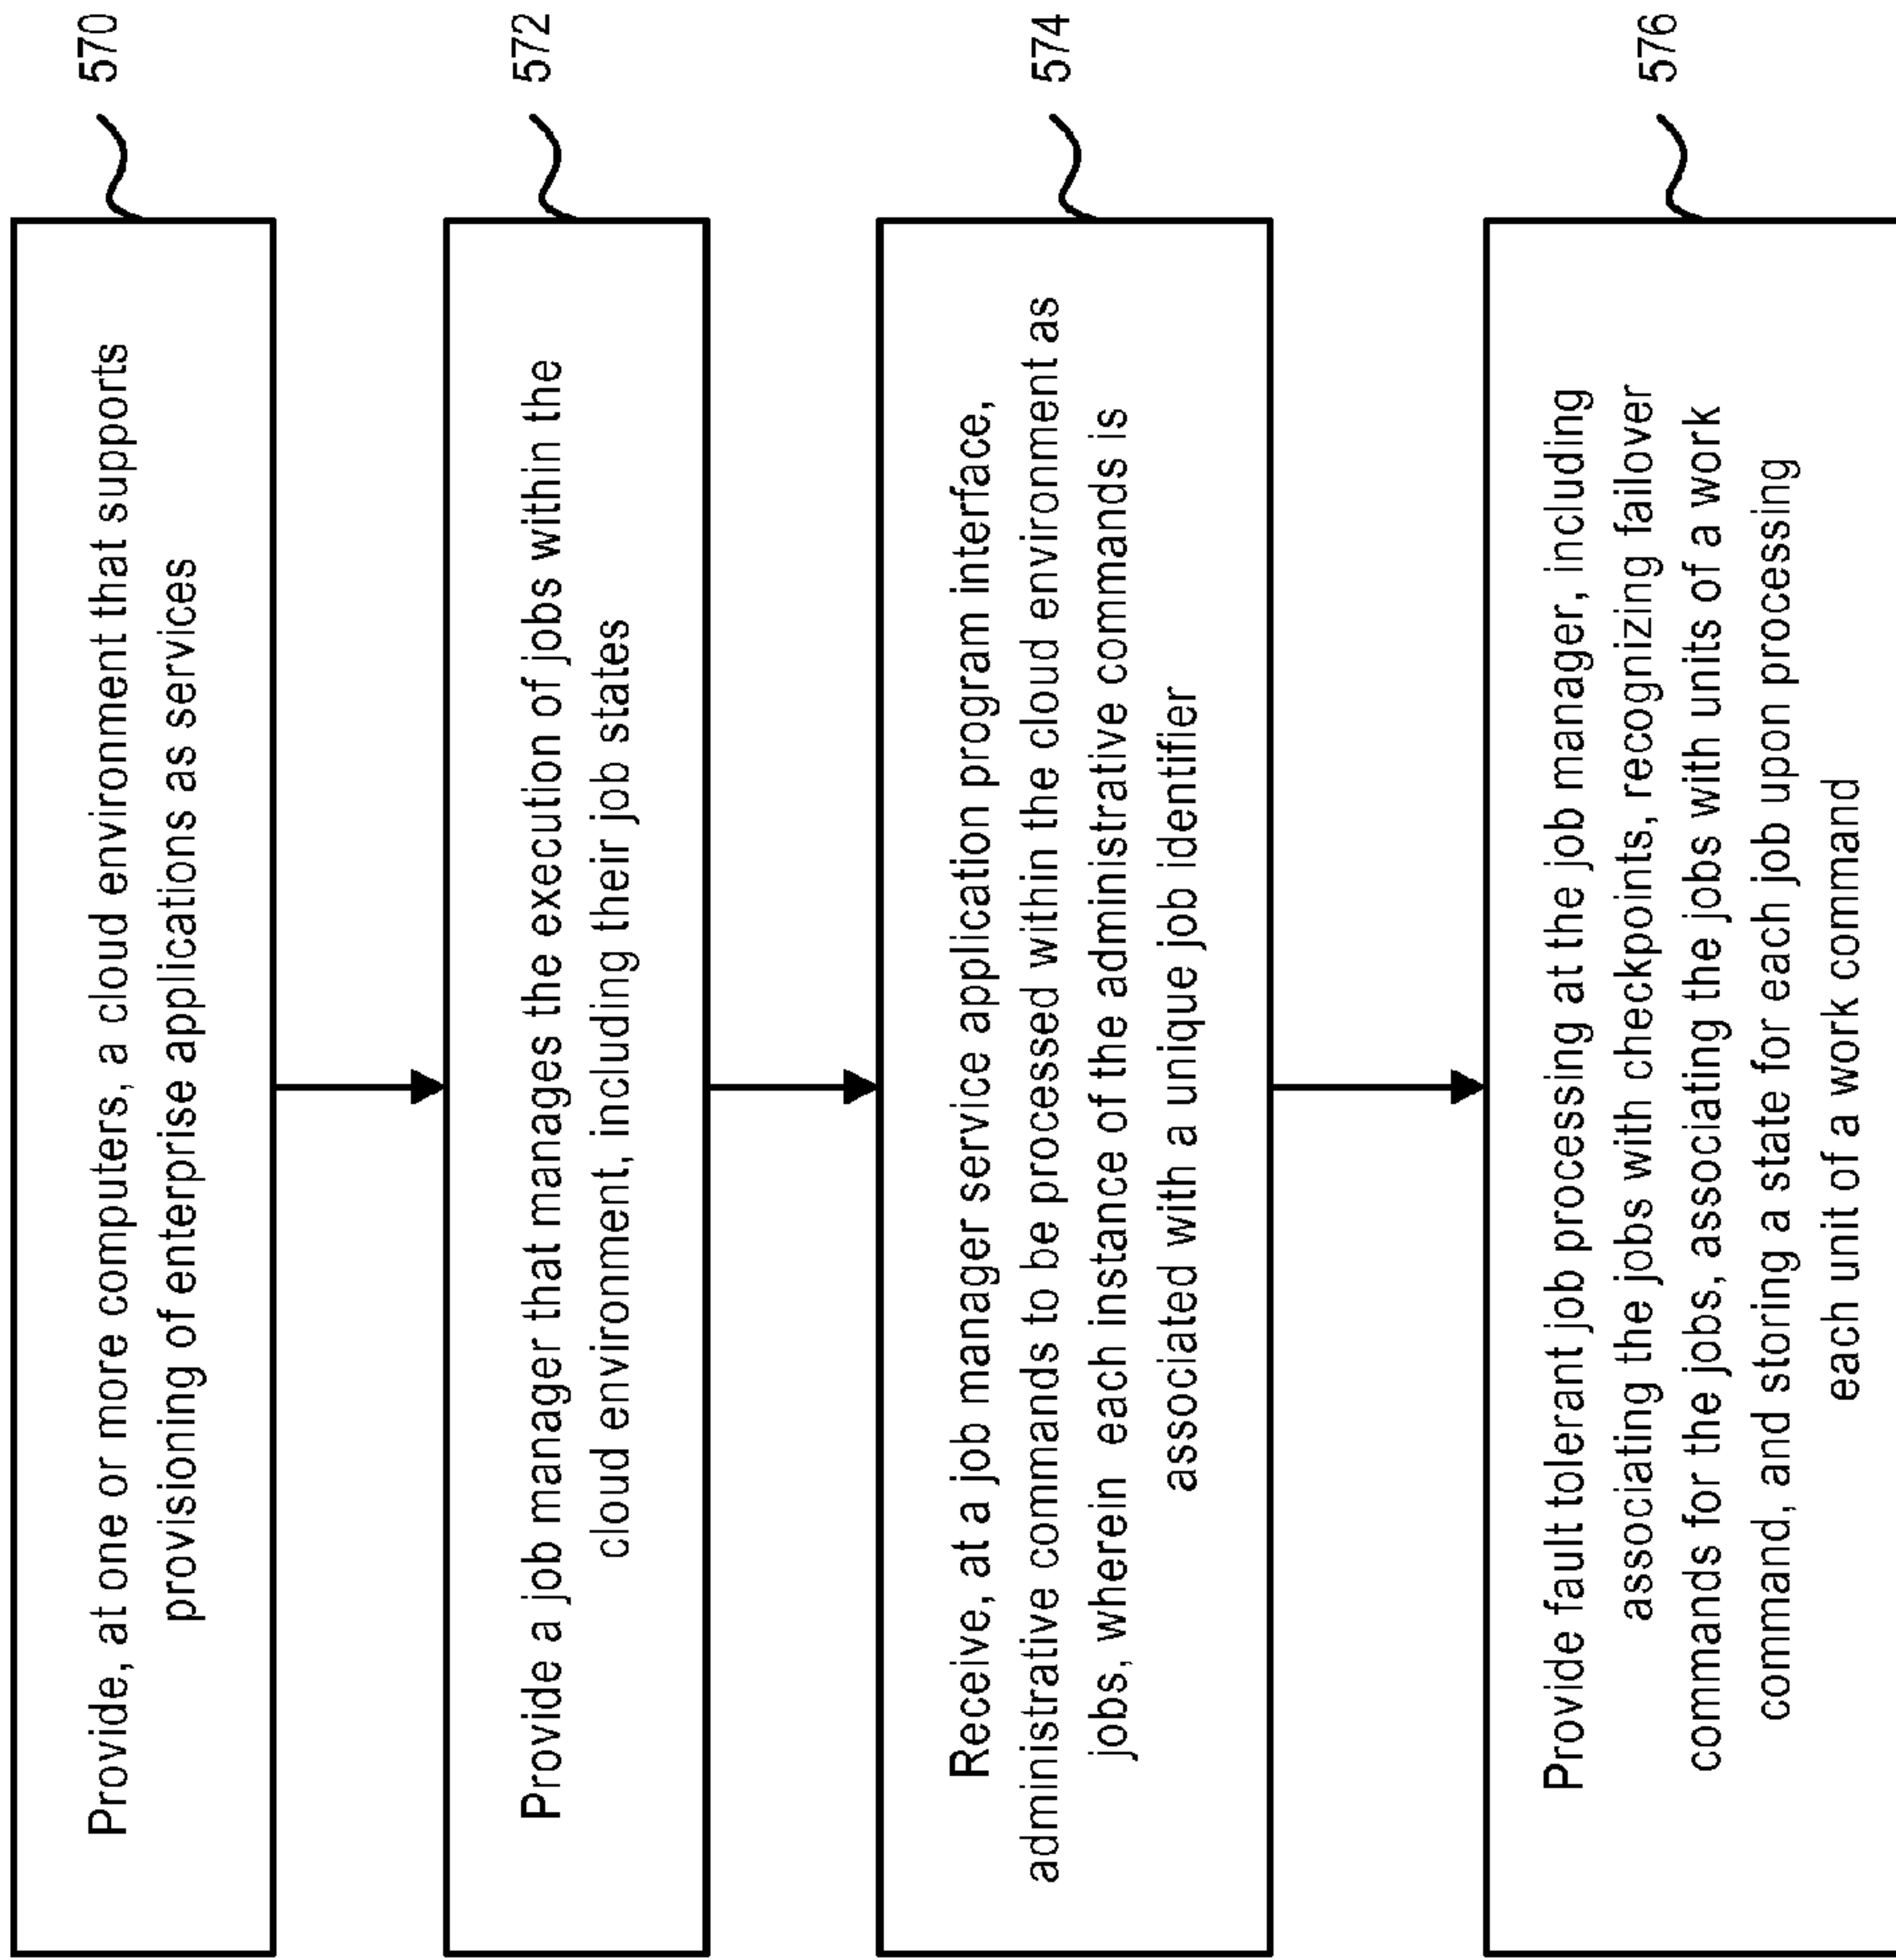 Provide, at one or more computers, a cloud environment that supports
provisioning of enterprise applications as services
570
Provide a job manager that manages the execution of jobs within the
cloud environment, including their job states
572
Receive, at a job manager service application program interface,
administrative commands to be processed within the cloud environment as
jobs, wherein each instance of the administrative commands is
associated with a unique job identifier
574
Provide fault tolerant job processing at the job manager, including
associating the jobs with checkpoints, recognizing failover
commands for the jobs, associating the jobs with units of a work
command, and storing a state for each job upon processing
each unit of a work command
576